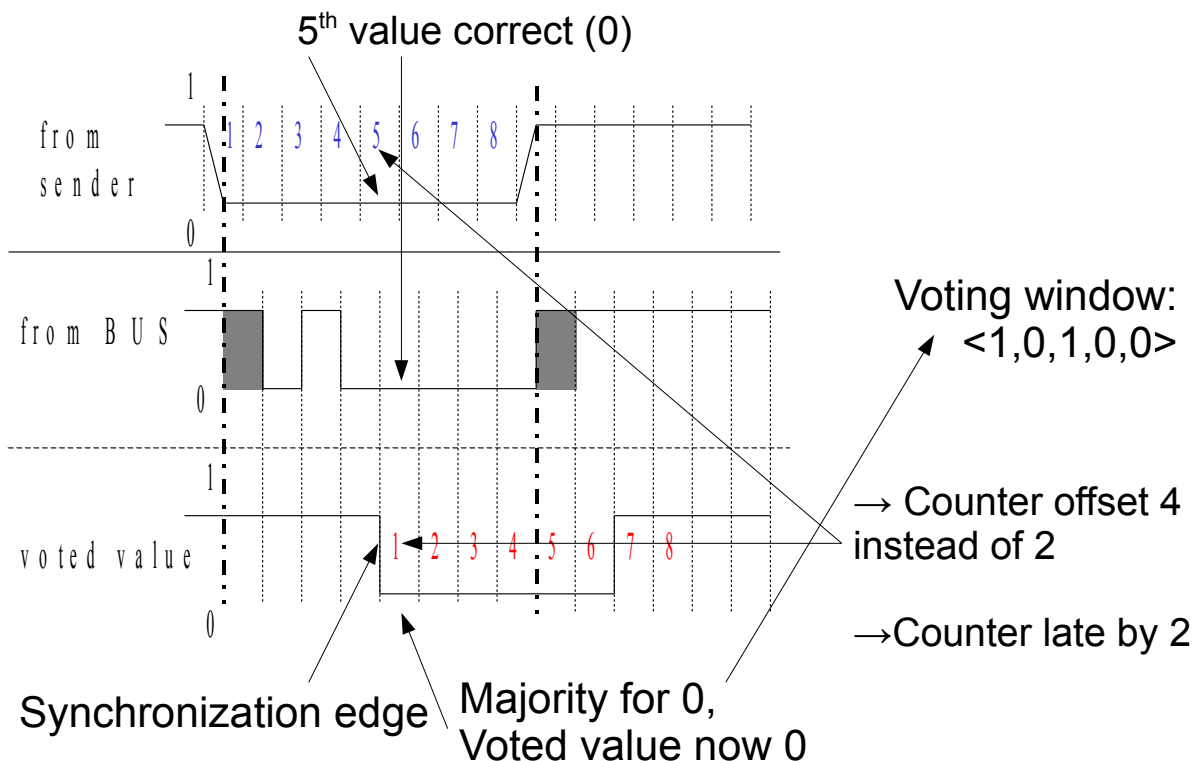 5th value correct (0)
1
from
sender
1 2 3 4 5 6 7 8
0
1
from BUS
0
Voting window:
<1,0,1,0,0>
1
voted value
1 2 3 4 5 6 7 8
0
→ Counter offset 4
instead of 2
→Counter late by 2
Synchronization edge
Majority for 0,
Voted value now 0